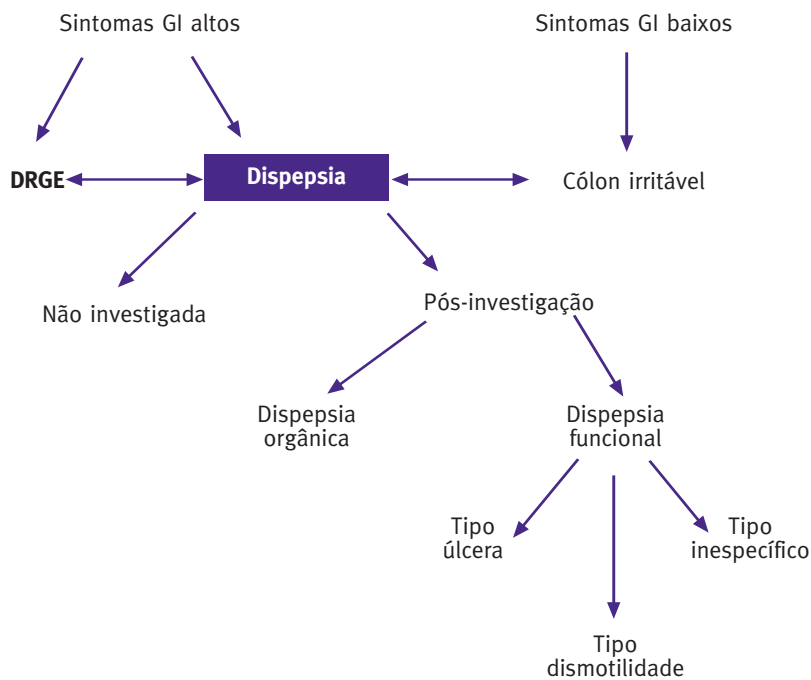 Sintomas GI altos
Sintomas GI baixos
DRGE
Dispepsia
Cólon irritável
Não investigada
Pós-investigação
Dispepsia
orgânica
Dispepsia
funcional
Tipo
úlcera
Tipo
inespecífico
Tipo
dismotilidade